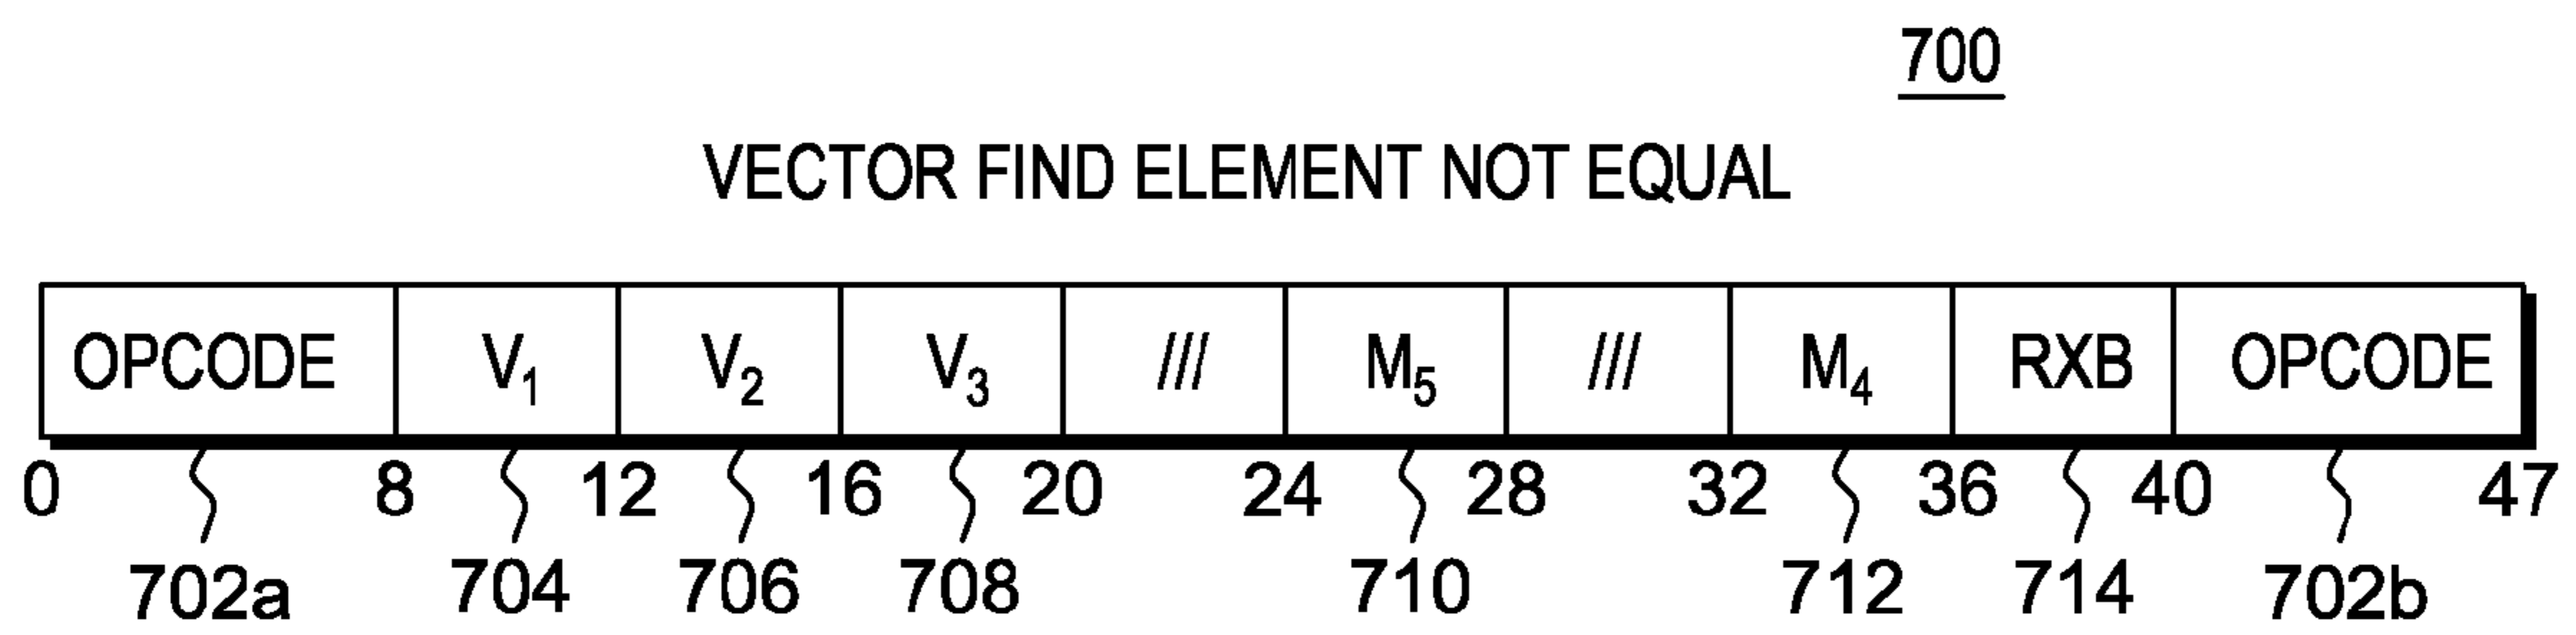 700
VECTOR FIND ELEMENT NOT EQUAL
OPCODE V₁ V₂ V₃ /// M₅ /// M₄ RXB OPCODE
0 8 12 16 20 24 28 32 36 40 47
702a 704 706 708 710 712 714 702b